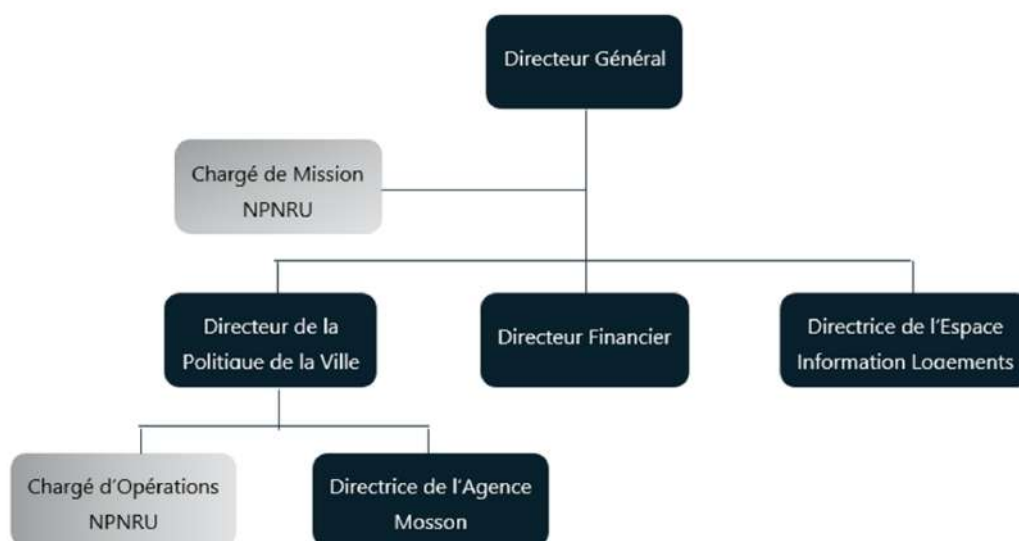 Directeur Général
Chargé de Mission
NPNRU
Directeur de la
Politique de la Ville
Directeur Financier
Directrice de l'Espace
Information Logements
Chargé d'Opérations
NPNRU
Directrice de l'Agence
Mosson